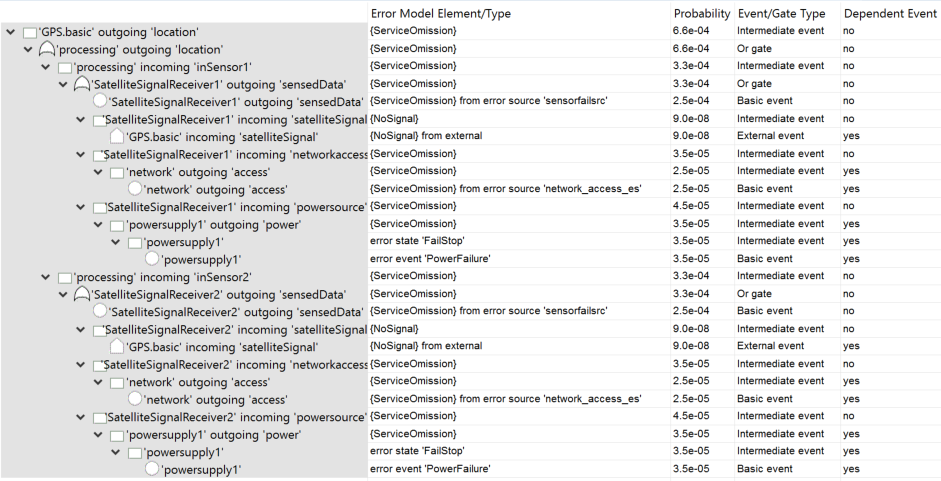 Error Model Element/Type Probability Event/Gate Type Dependent Event
'GPS.basic' outgoing 'location' {ServiceOmission} 6.6e-04 Intermediate event no
'processing' outgoing 'location' {ServiceOmission} 6.6e-04 Or gate no
'processing' incoming 'inSensor1' {ServiceOmission} 3.3e-04 Intermediate event no
'SatelliteSignalReceiver1' outgoing 'sensedData' {ServiceOmission} 3.3e-04 Or gate no
'SatelliteSignalReceiver1' outgoing 'sensedData' {ServiceOmission} from error source 'sensorfailsrc' 2.5e-04 Basic event no
'SatelliteSignalReceiver1' incoming 'satelliteSignal {NoSignal} 9.0e-08 Intermediate event no
'GPS.basic' incoming 'satelliteSignal' {NoSignal} from external 9.0e-08 External event yes
'SatelliteSignalReceiver1' incoming 'networkaccess {ServiceOmission} 3.5e-05 Intermediate event no
'network' outgoing 'access' {ServiceOmission} 2.5e-05 Intermediate event yes
'network' outgoing 'access' {ServiceOmission} from error source 'network_access_es' 2.5e-05 Basic event yes
'SatelliteSignalReceiver1' incoming 'powersource' {ServiceOmission} 4.5e-05 Intermediate event no
'powersupply1' outgoing 'power' {ServiceOmission} 3.5e-05 Intermediate event yes
'powersupply1' error state 'FailStop' 3.5e-05 Intermediate event yes
'powersupply1' error event 'PowerFailure' 3.5e-05 Basic event yes
'processing' incoming 'inSensor2' {ServiceOmission} 3.3e-04 Intermediate event no
'SatelliteSignalReceiver2' outgoing 'sensedData' {ServiceOmission} 3.3e-04 Or gate no
'SatelliteSignalReceiver2' outgoing 'sensedData' {ServiceOmission} from error source 'sensorfailsrc' 2.5e-04 Basic event no
'SatelliteSignalReceiver2' incoming 'satelliteSignal {NoSignal} 9.0e-08 Intermediate event no
'GPS.basic' incoming 'satelliteSignal' {NoSignal} from external 9.0e-08 External event yes
'SatelliteSignalReceiver2' incoming 'networkaccess {ServiceOmission} 3.5e-05 Intermediate event no
'network' outgoing 'access' {ServiceOmission} 2.5e-05 Intermediate event yes
'network' outgoing 'access' {ServiceOmission} from error source 'network_access_es' 2.5e-05 Basic event yes
'SatelliteSignalReceiver2' incoming 'powersource' {ServiceOmission} 4.5e-05 Intermediate event no
'powersupply1' outgoing 'power' {ServiceOmission} 3.5e-05 Intermediate event yes
'powersupply1' error state 'FailStop' 3.5e-05 Intermediate event yes
'powersupply1' error event 'PowerFailure' 3.5e-05 Basic event yes